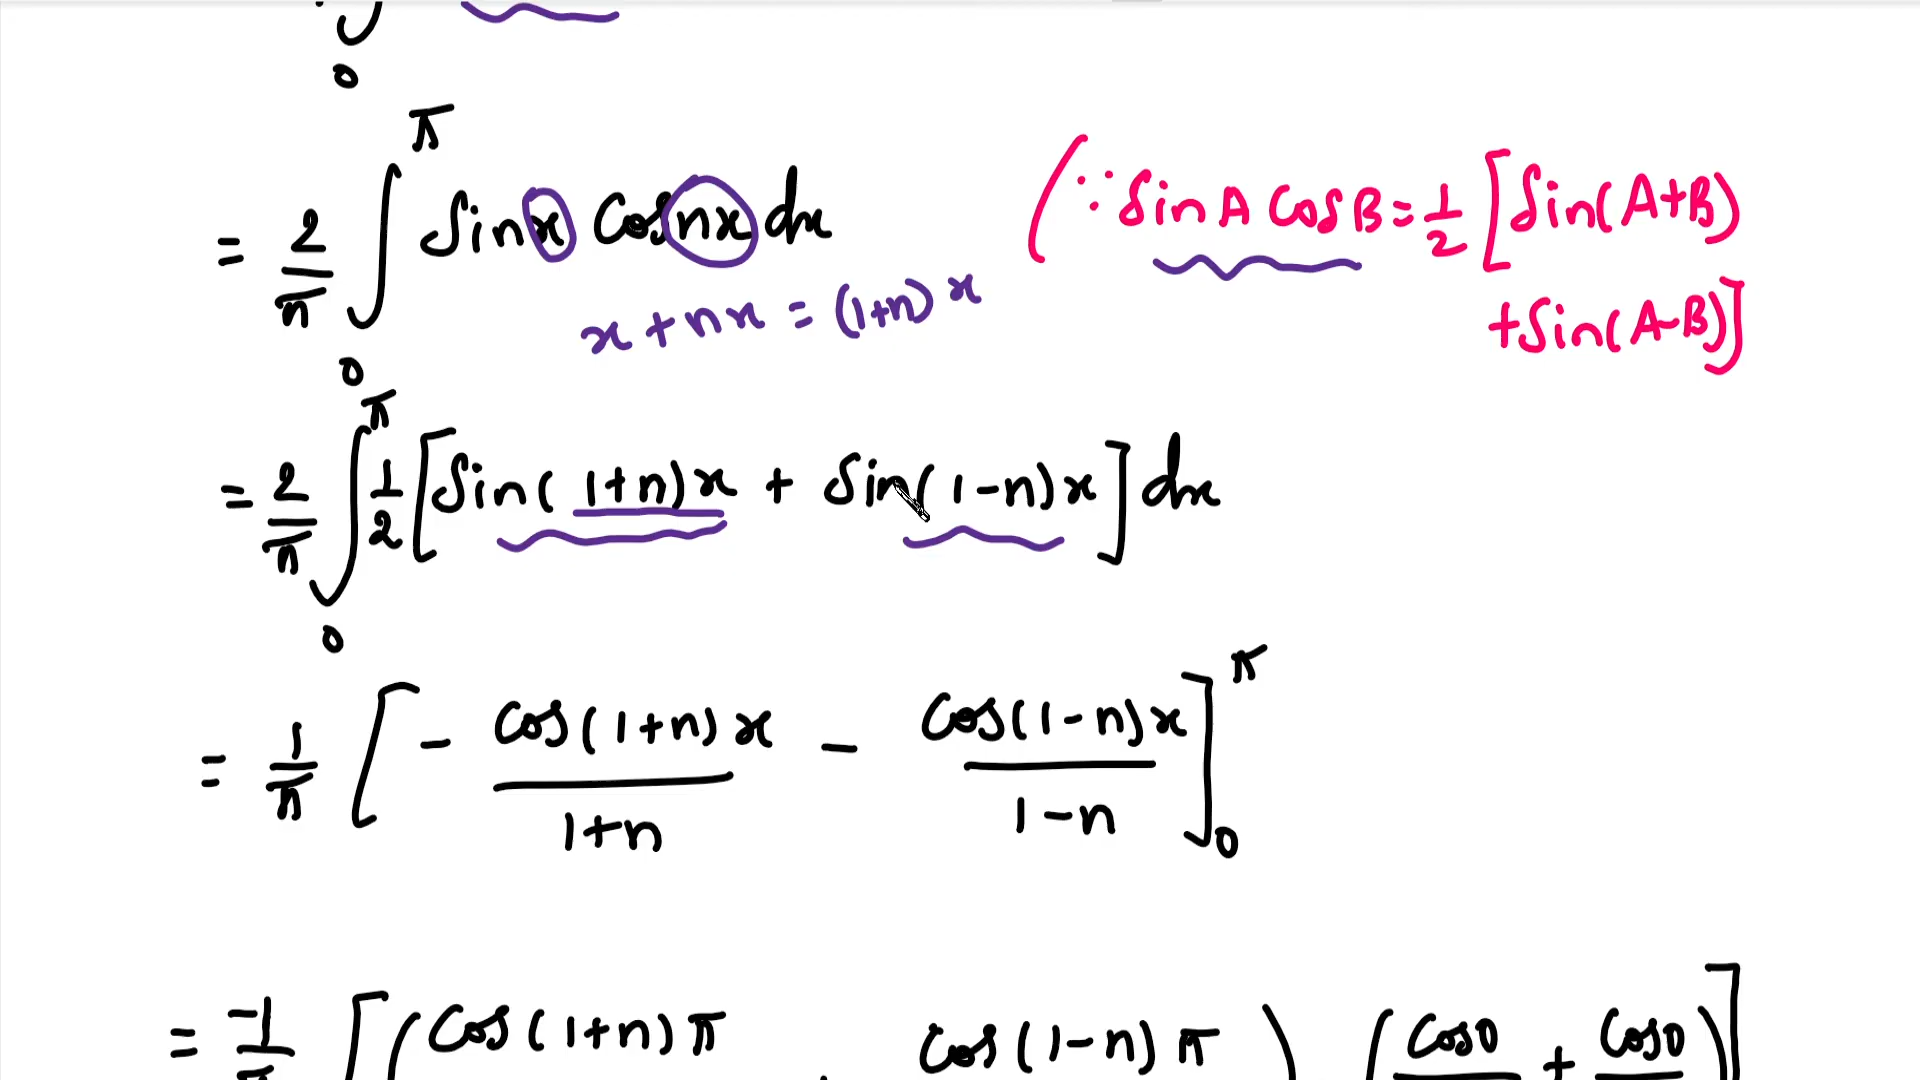 0
= 2/π ∫₀^π Sin x Cos nx dx (∵ Sin A Cos B = 1/2 [Sin(A+B)
x + nx = (1+n)x + Sin(A-B)]
= 2/π ∫₀^π 1/2 [Sin(1+n)x + Sin(1-n)x] dx
= 1/π [- Cos(1+n)x / 1+n - Cos(1-n)x / 1-n]₀^π
= -1/π [(Cos(1+n)π Cos(1-n)π) (Cos0 + Cos0)]